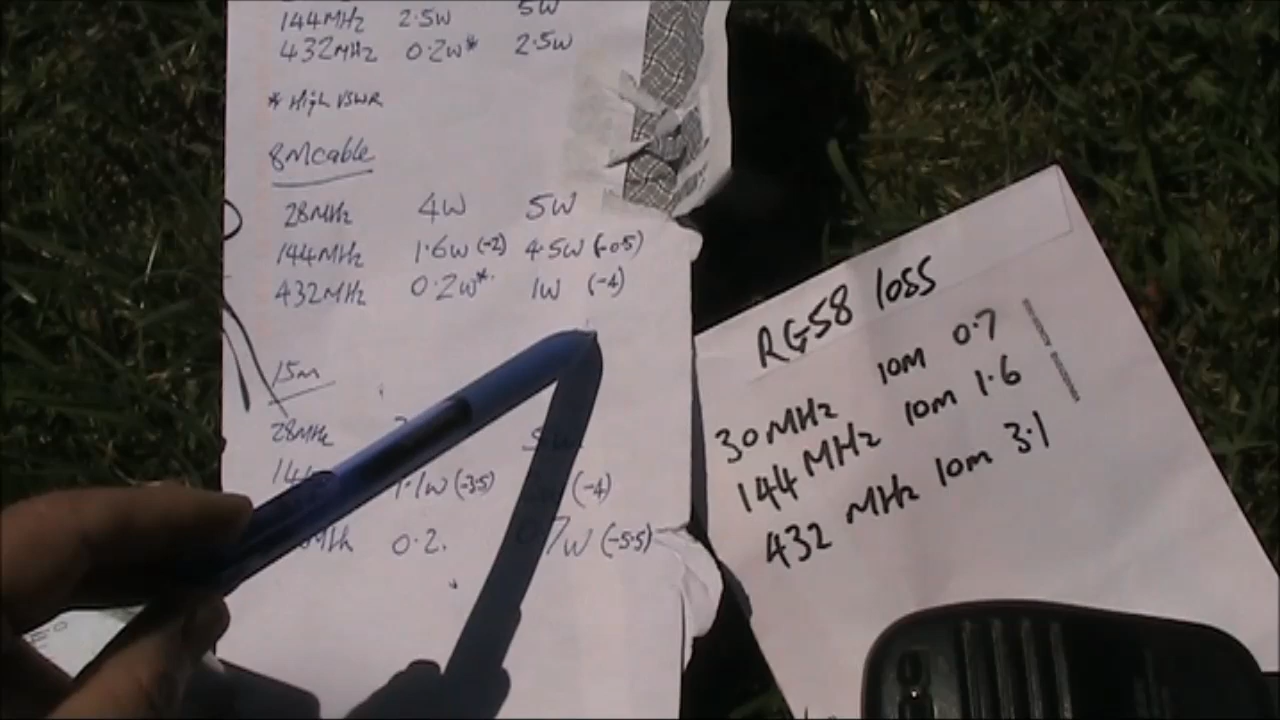 144MHz 2.5W 5W
432MHz 0.2W* 2.5W
* High VSWR
8M cable
28MHz 4W 5W
144MHz 1.6W (-2) 4.5W (-0.5)
432MHz 0.2W* 1W (-4)
15m
28MHz
1.1W (-3.5) (-4)
0.2 7W (-5.5)
RG58 loss
30MHz 10m 0.7
144MHz 10m 1.6
432 MHz 10m 3.1